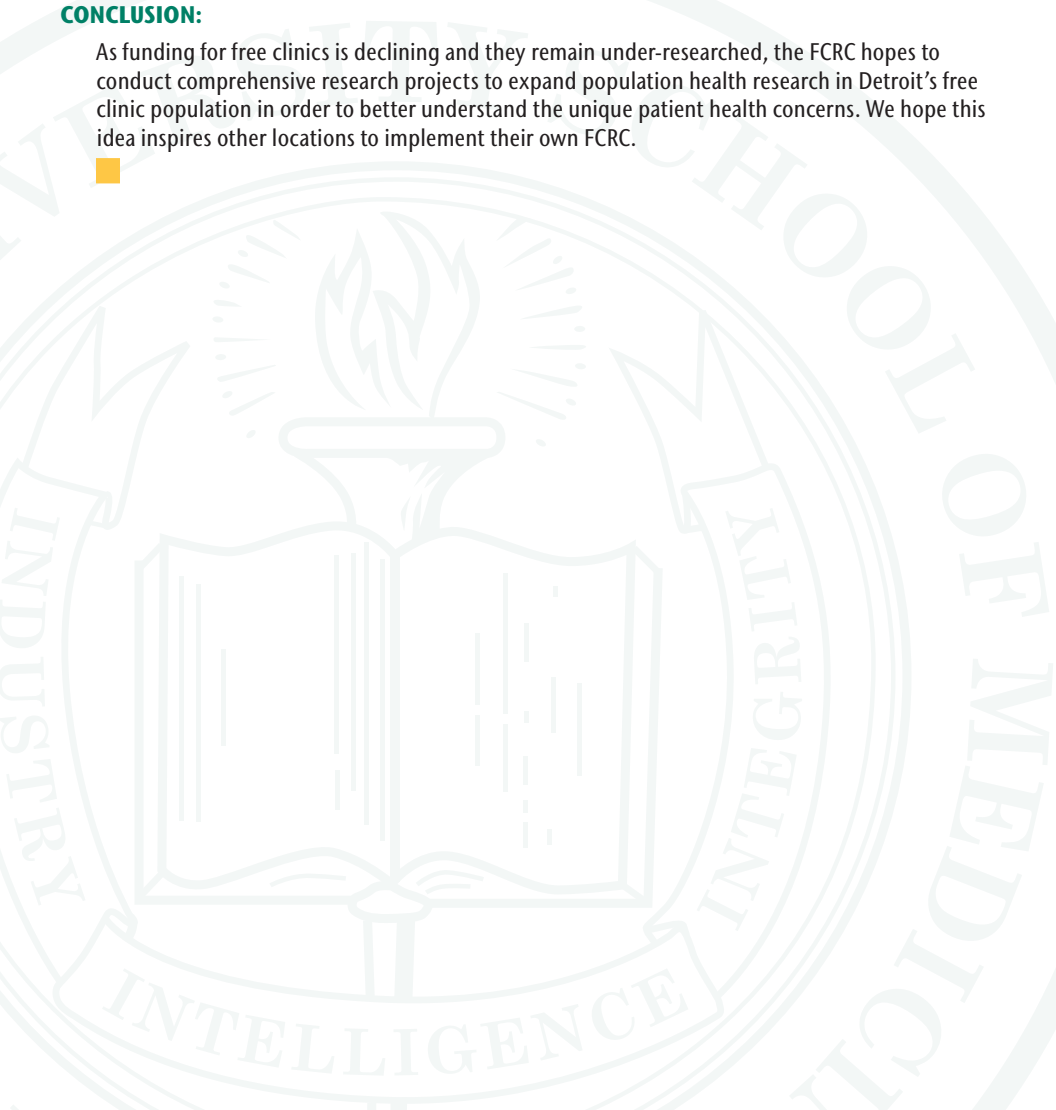 CONCLUSION:
As funding for free clinics is declining and they remain under-researched, the FCRC hopes to
conduct comprehensive research projects to expand population health research in Detroit’s free
clinic population in order to better understand the unique patient health concerns. We hope this
idea inspires other locations to implement their own FCRC.
SCHOOL OF
INDUSTRY
INTEGRITY
INTELLIGENCE